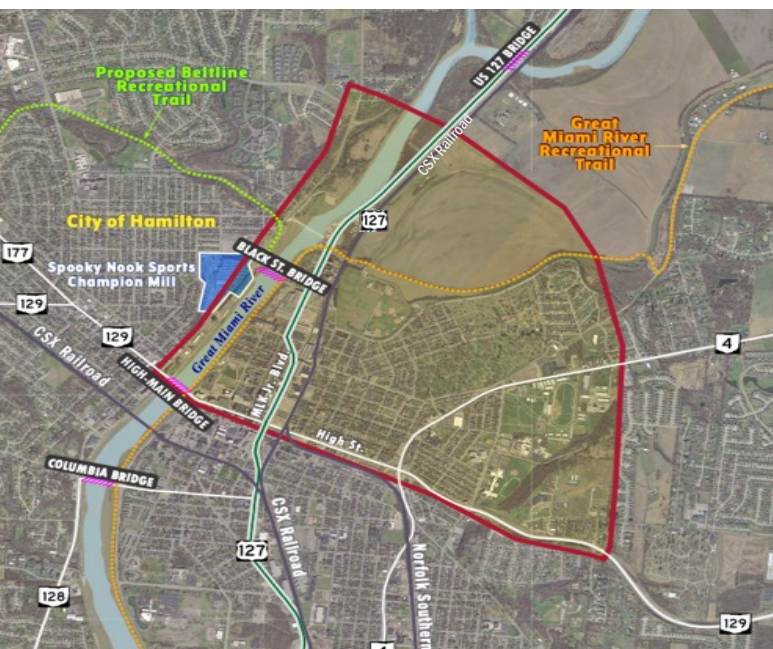 US 127 BRIDGE
Proposed Beltline
Recreational
Trail
CSX Railroad
Great
Miami River
Recreational
Trail
127
City of Hamilton
177
BLACK ST. BRIDGE
Spooky Nook Sports
Champion Mill
129
Great Miami River
129
CSX Railroad
4
HIGH-MAIN BRIDGE
MLK Jr. Blvd.
High St.
COLUMBIA BRIDGE
CSX Railroad
127
Norfolk Southern
128
129
4